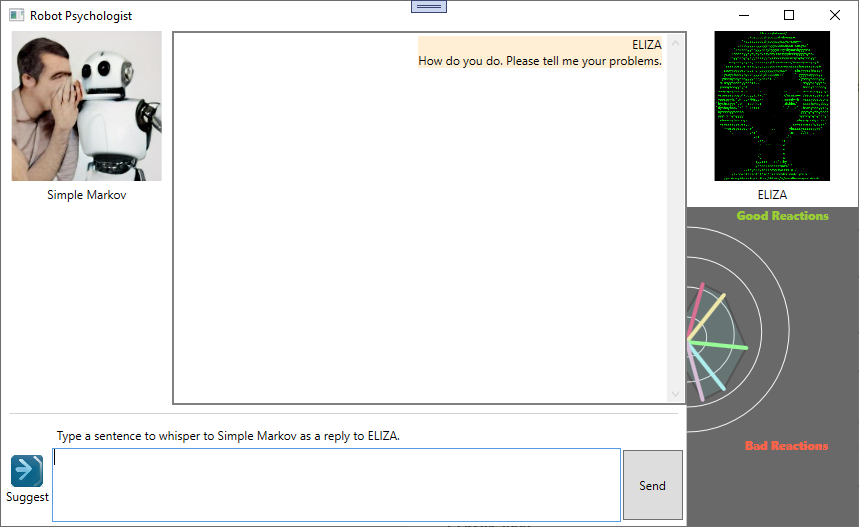 Robot Psychologist
ELIZA
How do you do. Please tell me your problems.
Simple Markov
ELIZA
Good Reactions
Bad Reactions
Type a sentence to whisper to Simple Markov as a reply to ELIZA.
Suggest
Send